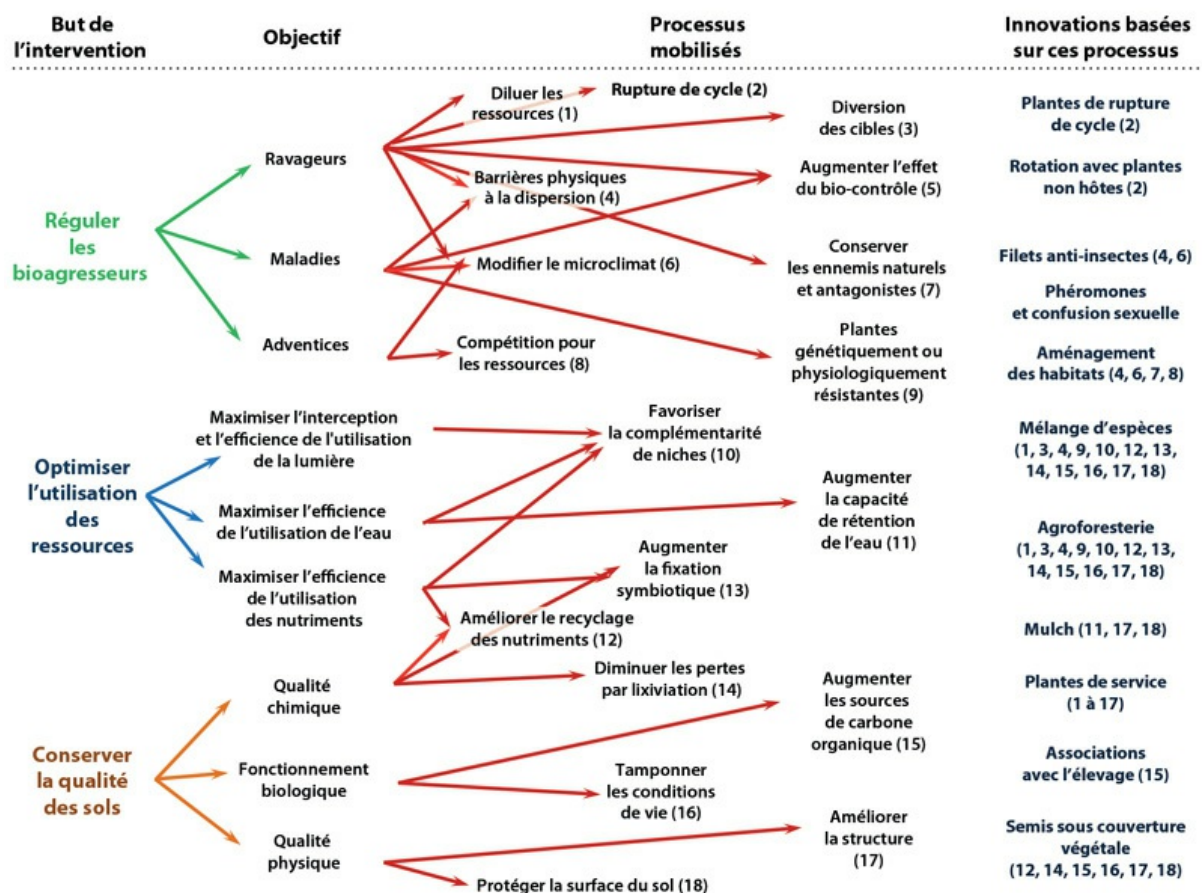 But de
l'intervention
Objectif
Processus
mobilisés
Innovations basées
sur ces processus
Réguler
les
bioagresseurs
Ravageurs
Maladies
Adventices
Diluer les
ressources (1)
Rupture de cycle (2)
Diversion
des cibles (3)
Barrières physiques
à la dispersion (4)
Augmenter l'effet
du bio-contrôle (5)
Modifier le microclimat (6)
Conserver
les ennemis naturels
et antagonistes (7)
Compétition pour
les ressources (8)
Plantes
génétiquement ou
physiologiquement
résistantes (9)
Plantes de rupture
de cycle (2)
Rotation avec plantes
non hôtes (2)
Filets anti-insectes (4, 6)
Phéromones
et confusion sexuelle
Aménagement
des habitats (4, 6, 7, 8)
Optimiser
l'utilisation
des
ressources
Maximiser l'interception
et l'efficience de l'utilisation
de la lumière
Maximiser l'efficience
de l'utilisation de l'eau
Maximiser l'efficience
de l'utilisation
des nutriments
Favoriser
la complémentarité
de niches (10)
Augmenter
la capacité
de rétention
de l'eau (11)
Augmenter
la fixation
symbiotique (13)
Améliorer le recyclage
des nutriments (12)
Mélange d'espèces
(1, 3, 4, 9, 10, 12, 13,
14, 15, 16, 17, 18)
Agroforesterie
(1, 3, 4, 9, 10, 12, 13,
14, 15, 16, 17, 18)
Mulch (11, 17, 18)
Conserver
la qualité
des sols
Qualité
chimique
Fonctionnement
biologique
Qualité
physique
Diminuer les pertes
par lixiviation (14)
Augmenter
les sources
de carbone
organique (15)
Tamponner
les conditions
de vie (16)
Améliorer
la structure
(17)
Protéger la surface du sol (18)
Plantes de service
(1 à 17)
Associations
avec l'élevage (15)
Semis sous couverture
végétale
(12, 14, 15, 16, 17, 18)